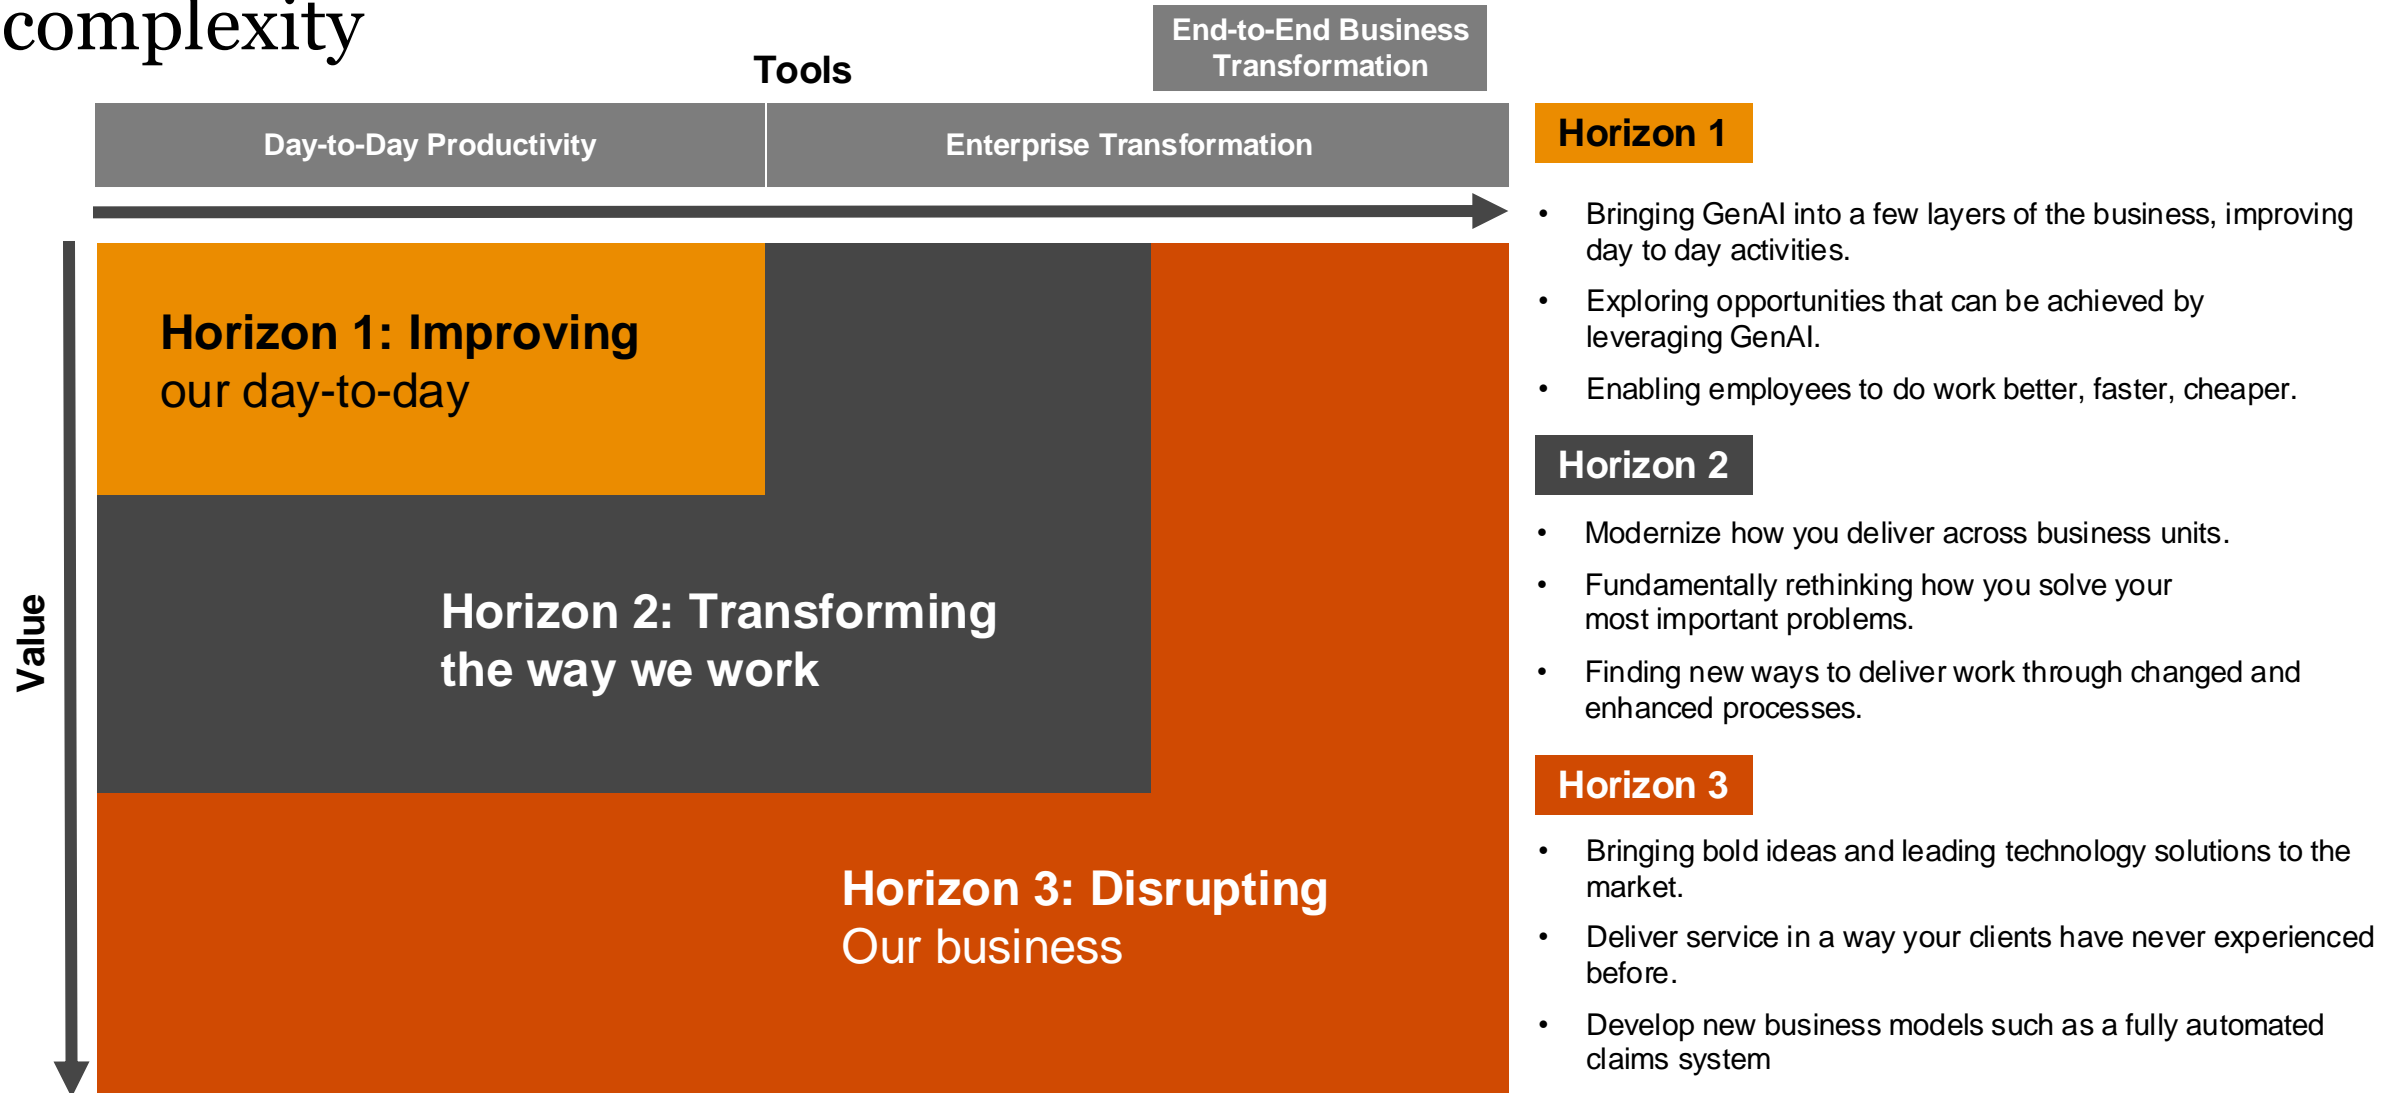 complexity
Tools
End-to-End Business
Transformation
Day-to-Day Productivity
Enterprise Transformation
Value
Horizon 1: Improving
our day-to-day
Horizon 2: Transforming
the way we work
Horizon 3: Disrupting
Our business
Horizon 1
• Bringing GenAI into a few layers of the business, improving
day to day activities.
• Exploring opportunities that can be achieved by
leveraging GenAI.
• Enabling employees to do work better, faster, cheaper.
Horizon 2
• Modernize how you deliver across business units.
• Fundamentally rethinking how you solve your
most important problems.
• Finding new ways to deliver work through changed and
enhanced processes.
Horizon 3
• Bringing bold ideas and leading technology solutions to the
market.
• Deliver service in a way your clients have never experienced
before.
• Develop new business models such as a fully automated
claims system